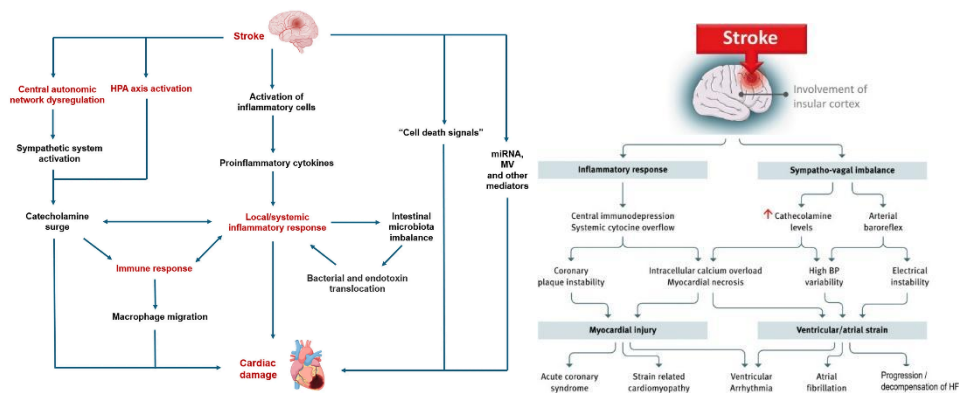 Stroke
Central autonomic
network dysregulation
HPA axis activation
Activation of
inflammatory cells
Sympathetic system
activation
"Cell death signals"
Proinflammatory cytokines
miRNA,
MV
and other
mediators
Catecholamine
surge
Local/systemic
inflammatory response
Intestinal
microbiota
imbalance
Immune response
Bacterial and endotoxin
translocation
Macrophage migration
Cardiac
damage
Stroke
Involvement of
insular cortex
Inflammatory response
Sympatho-vagal imbalance
Central immunodepression
Systemic cytocine overflow
Cathecolamine
levels
Arterial
baroreflex
Coronary
plaque instability
Intracellular calcium overload
Myocardial necrosis
High BP
variability
Electrical
instability
Myocardial injury
Ventricular/atrial strain
Acute coronary
syndrome
Strain related
cardiomyopathy
Ventricular
Arrhythmia
Atrial
fibrillation
Progression /
decompensation of HF